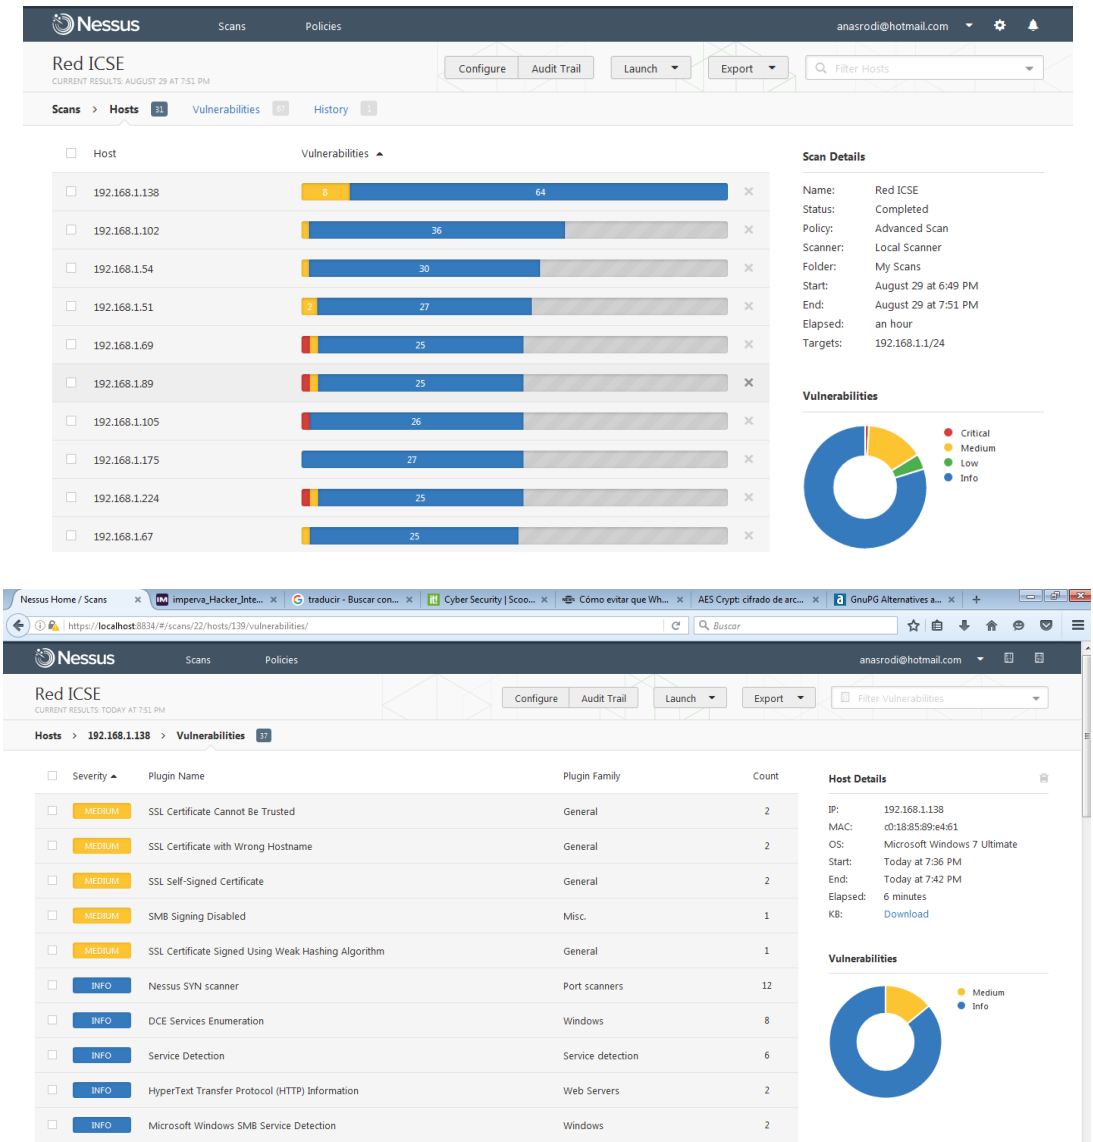 Nessus Scans Policies anasrodi@hotmail.com
Red ICSE
CURRENT RESULTS: AUGUST 29 AT 7:51 PM
Configure Audit Trail Launch Export Filter Hosts
Scans > Hosts 31 Vulnerabilities 67 History 1
Host Vulnerabilities
192.168.1.138 8 64
192.168.1.102 36
192.168.1.54 30
192.168.1.51 2 27
192.168.1.69 25
192.168.1.89 25
192.168.1.105 26
192.168.1.175 27
192.168.1.224 25
192.168.1.67 25
Scan Details
Name: Red ICSE
Status: Completed
Policy: Advanced Scan
Scanner: Local Scanner
Folder: My Scans
Start: August 29 at 6:49 PM
End: August 29 at 7:51 PM
Elapsed: an hour
Targets: 192.168.1.1/24
Vulnerabilities
Critical
Medium
Low
Info
Nessus Home / Scans imperva_Hacker_Inte... traducir - Buscar con... Cyber Security | Scoo... Cómo evitar que Wh... AES Crypt: cifrado de arc... GnuPG Alternatives a...
https://localhost:8834/#/scans/22/hosts/139/vulnerabilities/ Buscar
Nessus Scans Policies anasrodi@hotmail.com
Red ICSE
CURRENT RESULTS: TODAY AT 7:51 PM
Configure Audit Trail Launch Export Filter Vulnerabilities
Hosts > 192.168.1.138 > Vulnerabilities 37
Severity Plugin Name Plugin Family Count
MEDIUM SSL Certificate Cannot Be Trusted General 2
MEDIUM SSL Certificate with Wrong Hostname General 2
MEDIUM SSL Self-Signed Certificate General 2
MEDIUM SMB Signing Disabled Misc. 1
MEDIUM SSL Certificate Signed Using Weak Hashing Algorithm General 1
INFO Nessus SYN scanner Port scanners 12
INFO DCE Services Enumeration Windows 8
INFO Service Detection Service detection 6
INFO HyperText Transfer Protocol (HTTP) Information Web Servers 2
INFO Microsoft Windows SMB Service Detection Windows 2
Host Details
IP: 192.168.1.138
MAC: c0:18:85:89:e4:61
OS: Microsoft Windows 7 Ultimate
Start: Today at 7:36 PM
End: Today at 7:42 PM
Elapsed: 6 minutes
KB: Download
Vulnerabilities
Medium
Info